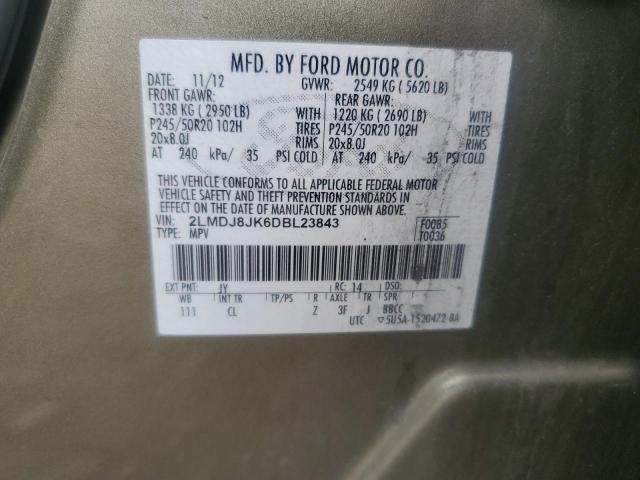 MFD. BY FORD MOTOR CO.
DATE: 11/12 GVWR: 2549 KG ( 5620 LB)
FRONT GAWR: REAR GAWR:
1338 KG ( 2950 LB) WITH 1220 KG ( 2690 LB) WITH
P245/50R20 102H TIRES P245/50R20 102H TIRES
20x8.0J RIMS 20x8.0J RIMS
AT 240 kPa/ 35 PSI COLD AT 240 kPa/ 35 PSI COLD
THIS VEHICLE CONFORMS TO ALL APPLICABLE FEDERAL MOTOR
VEHICLE SAFETY AND THEFT PREVENTION STANDARDS IN
EFFECT ON THE DATE OF MANUFACTURE SHOWN ABOVE.
VIN: 2LMDJ8JK6DBL23843 F0085
TYPE: MPV T0036
EXT PNT: JY RC: 14 DSO:
WB INT TR TP/PS R AXLE TR SPR
111 CL Z 3F J BBCC
UTC ▽5U5A-1520472-BA